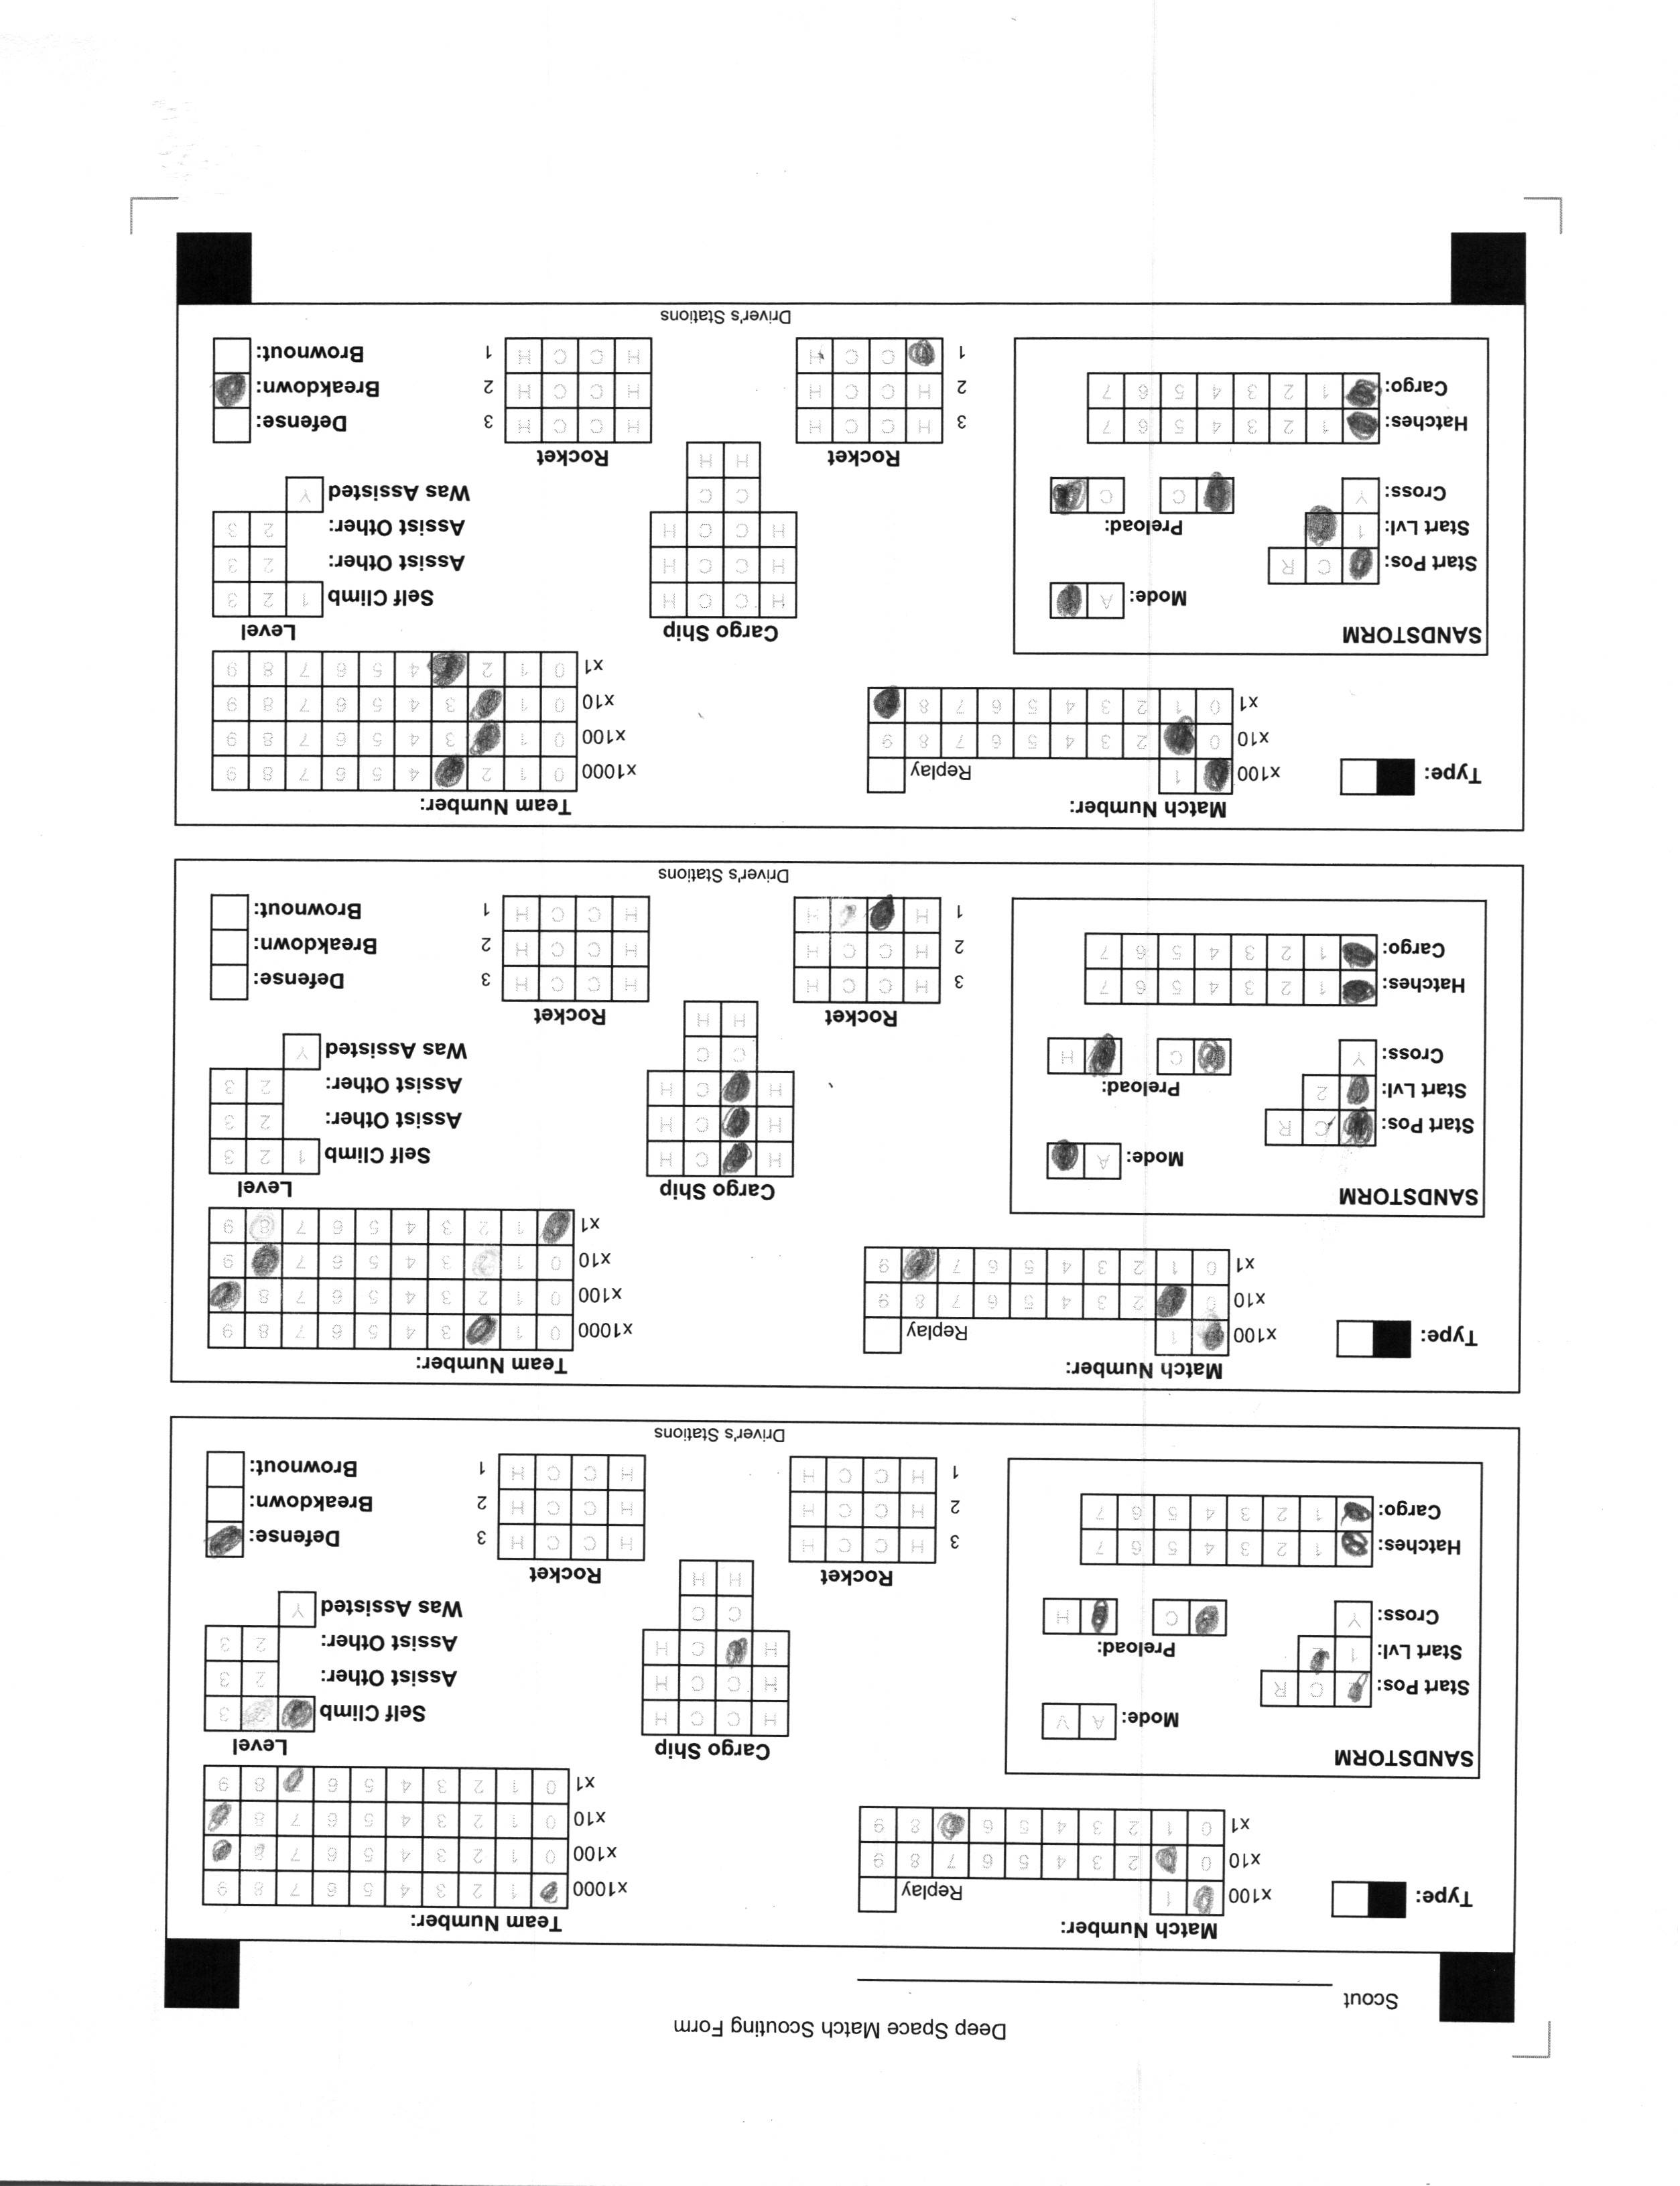 Deep Space Match Scouting Form
Scout
Match Number: Team Number:
Type: x100 1 Replay x1000 1 2 3 4 5 6 7 8 9
x10 0 2 3 4 5 6 7 8 9 x100 0 1 2 3 4 5 6 7 8
x1 0 1 2 3 4 5 6 8 9 x10 0 1 2 3 4 5 6 7 8
x1 0 1 2 3 4 5 6 8 9
SANDSTORM
Cargo Ship Level
Mode: A V H C C H Self Climb 3
Start Pos: C R H C C H Assist Other: 2 3
Start Lvl: 1 H C H Assist Other: 2 3
Preload:
Cross: Y C H C C Was Assisted Y
H H
Rocket Rocket
Hatches: 1 2 3 4 5 6 7 3 H C C H 3 H C C H Defense:
Cargo: 1 2 3 4 5 6 7 2 H C C H 2 H C C H Breakdown:
1 H C C H 1 H C C H Brownout:
Driver's Stations
Match Number: Team Number:
Type: x100 1 Replay x1000 0 1 3 4 5 6 7 8 9
x10 2 3 4 5 6 7 8 9 x100 0 1 2 3 4 5 6 7 8
x1 0 1 2 3 4 5 6 7 9 x10 0 1 2 3 4 5 6 7 9
x1 1 2 3 4 5 6 7 8 9
SANDSTORM
Cargo Ship Level
Mode: A H C H Self Climb 1 2 3
Start Pos: C R H C H Assist Other: 2 3
Start Lvl: 2 H C H Assist Other: 2 3
Preload:
Cross: Y C H C C Was Assisted Y
H H
Rocket Rocket
Hatches: 1 2 3 4 5 6 7 3 H C C H 3 H C C H Defense:
Cargo: 1 2 3 4 5 6 7 2 H C C H 2 H C C H Breakdown:
1 H H 1 H C C H Brownout:
Driver's Stations
Match Number: Team Number:
Type: x100 1 Replay x1000 0 1 2 4 5 6 7 8 9
x10 0 2 3 4 5 6 7 8 9 x100 0 1 3 4 5 6 7 8 9
x1 0 1 2 3 4 5 6 7 8 x10 0 1 3 4 5 6 7 8 9
x1 0 1 2 4 5 6 7 8 9
SANDSTORM
Cargo Ship Level
Mode: A H C C H Self Climb 1 2 3
Start Pos: C R H C C H Assist Other: 2 3
Start Lvl: 1 H C C H Assist Other: 2 3
Preload:
Cross: Y C C C C Was Assisted Y
H H
Rocket Rocket
Hatches: 1 2 3 4 5 6 7 3 H C C H 3 H C C H Defense:
Cargo: 1 2 3 4 5 6 7 2 H C C H 2 H C C H Breakdown:
1 C C H 1 H C C H Brownout:
Driver's Stations